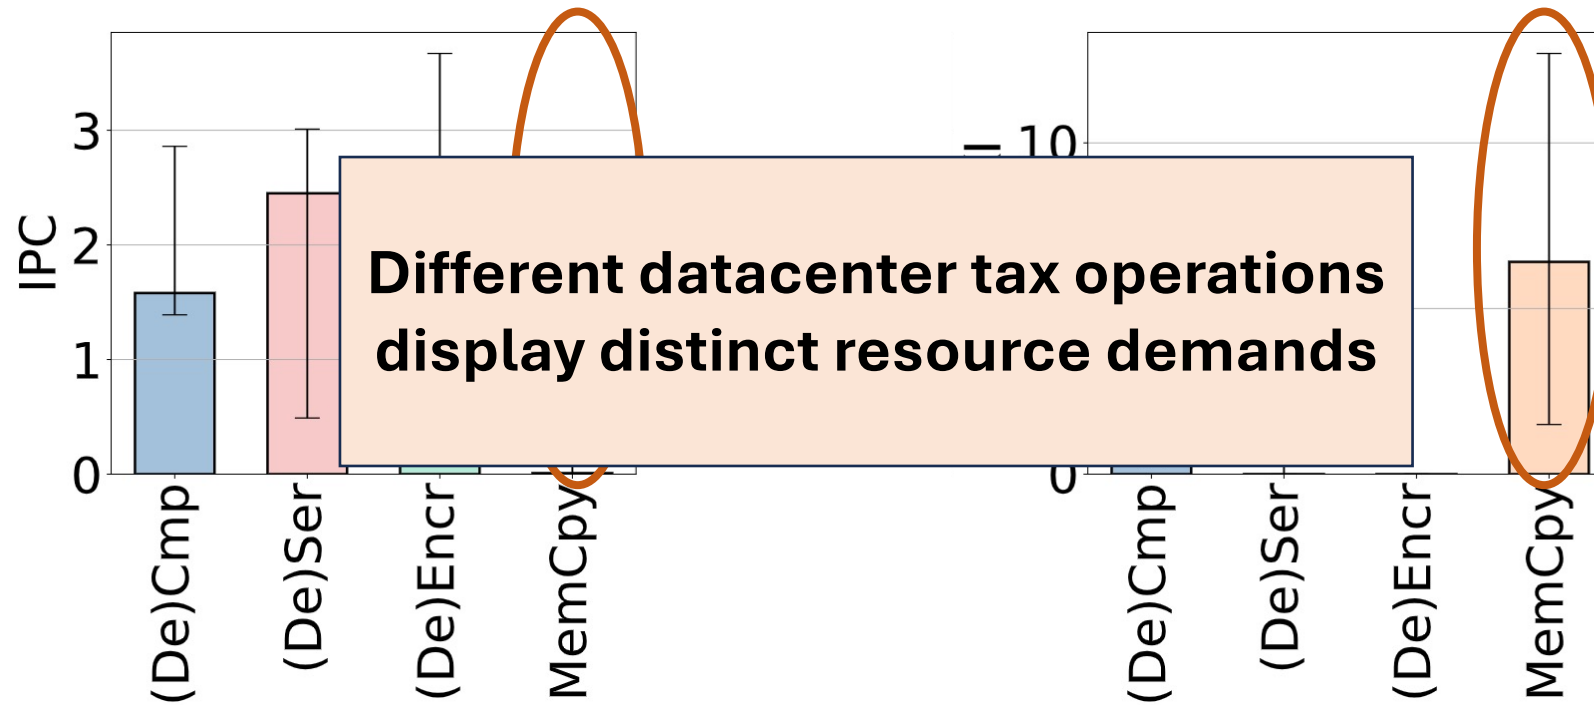 IPC
3
2
1
0
(De)Cmp
(De)Ser
(De)Encr
MemCpy
Different datacenter tax operations
display distinct resource demands
10
0
(De)Cmp
(De)Ser
(De)Encr
MemCpy